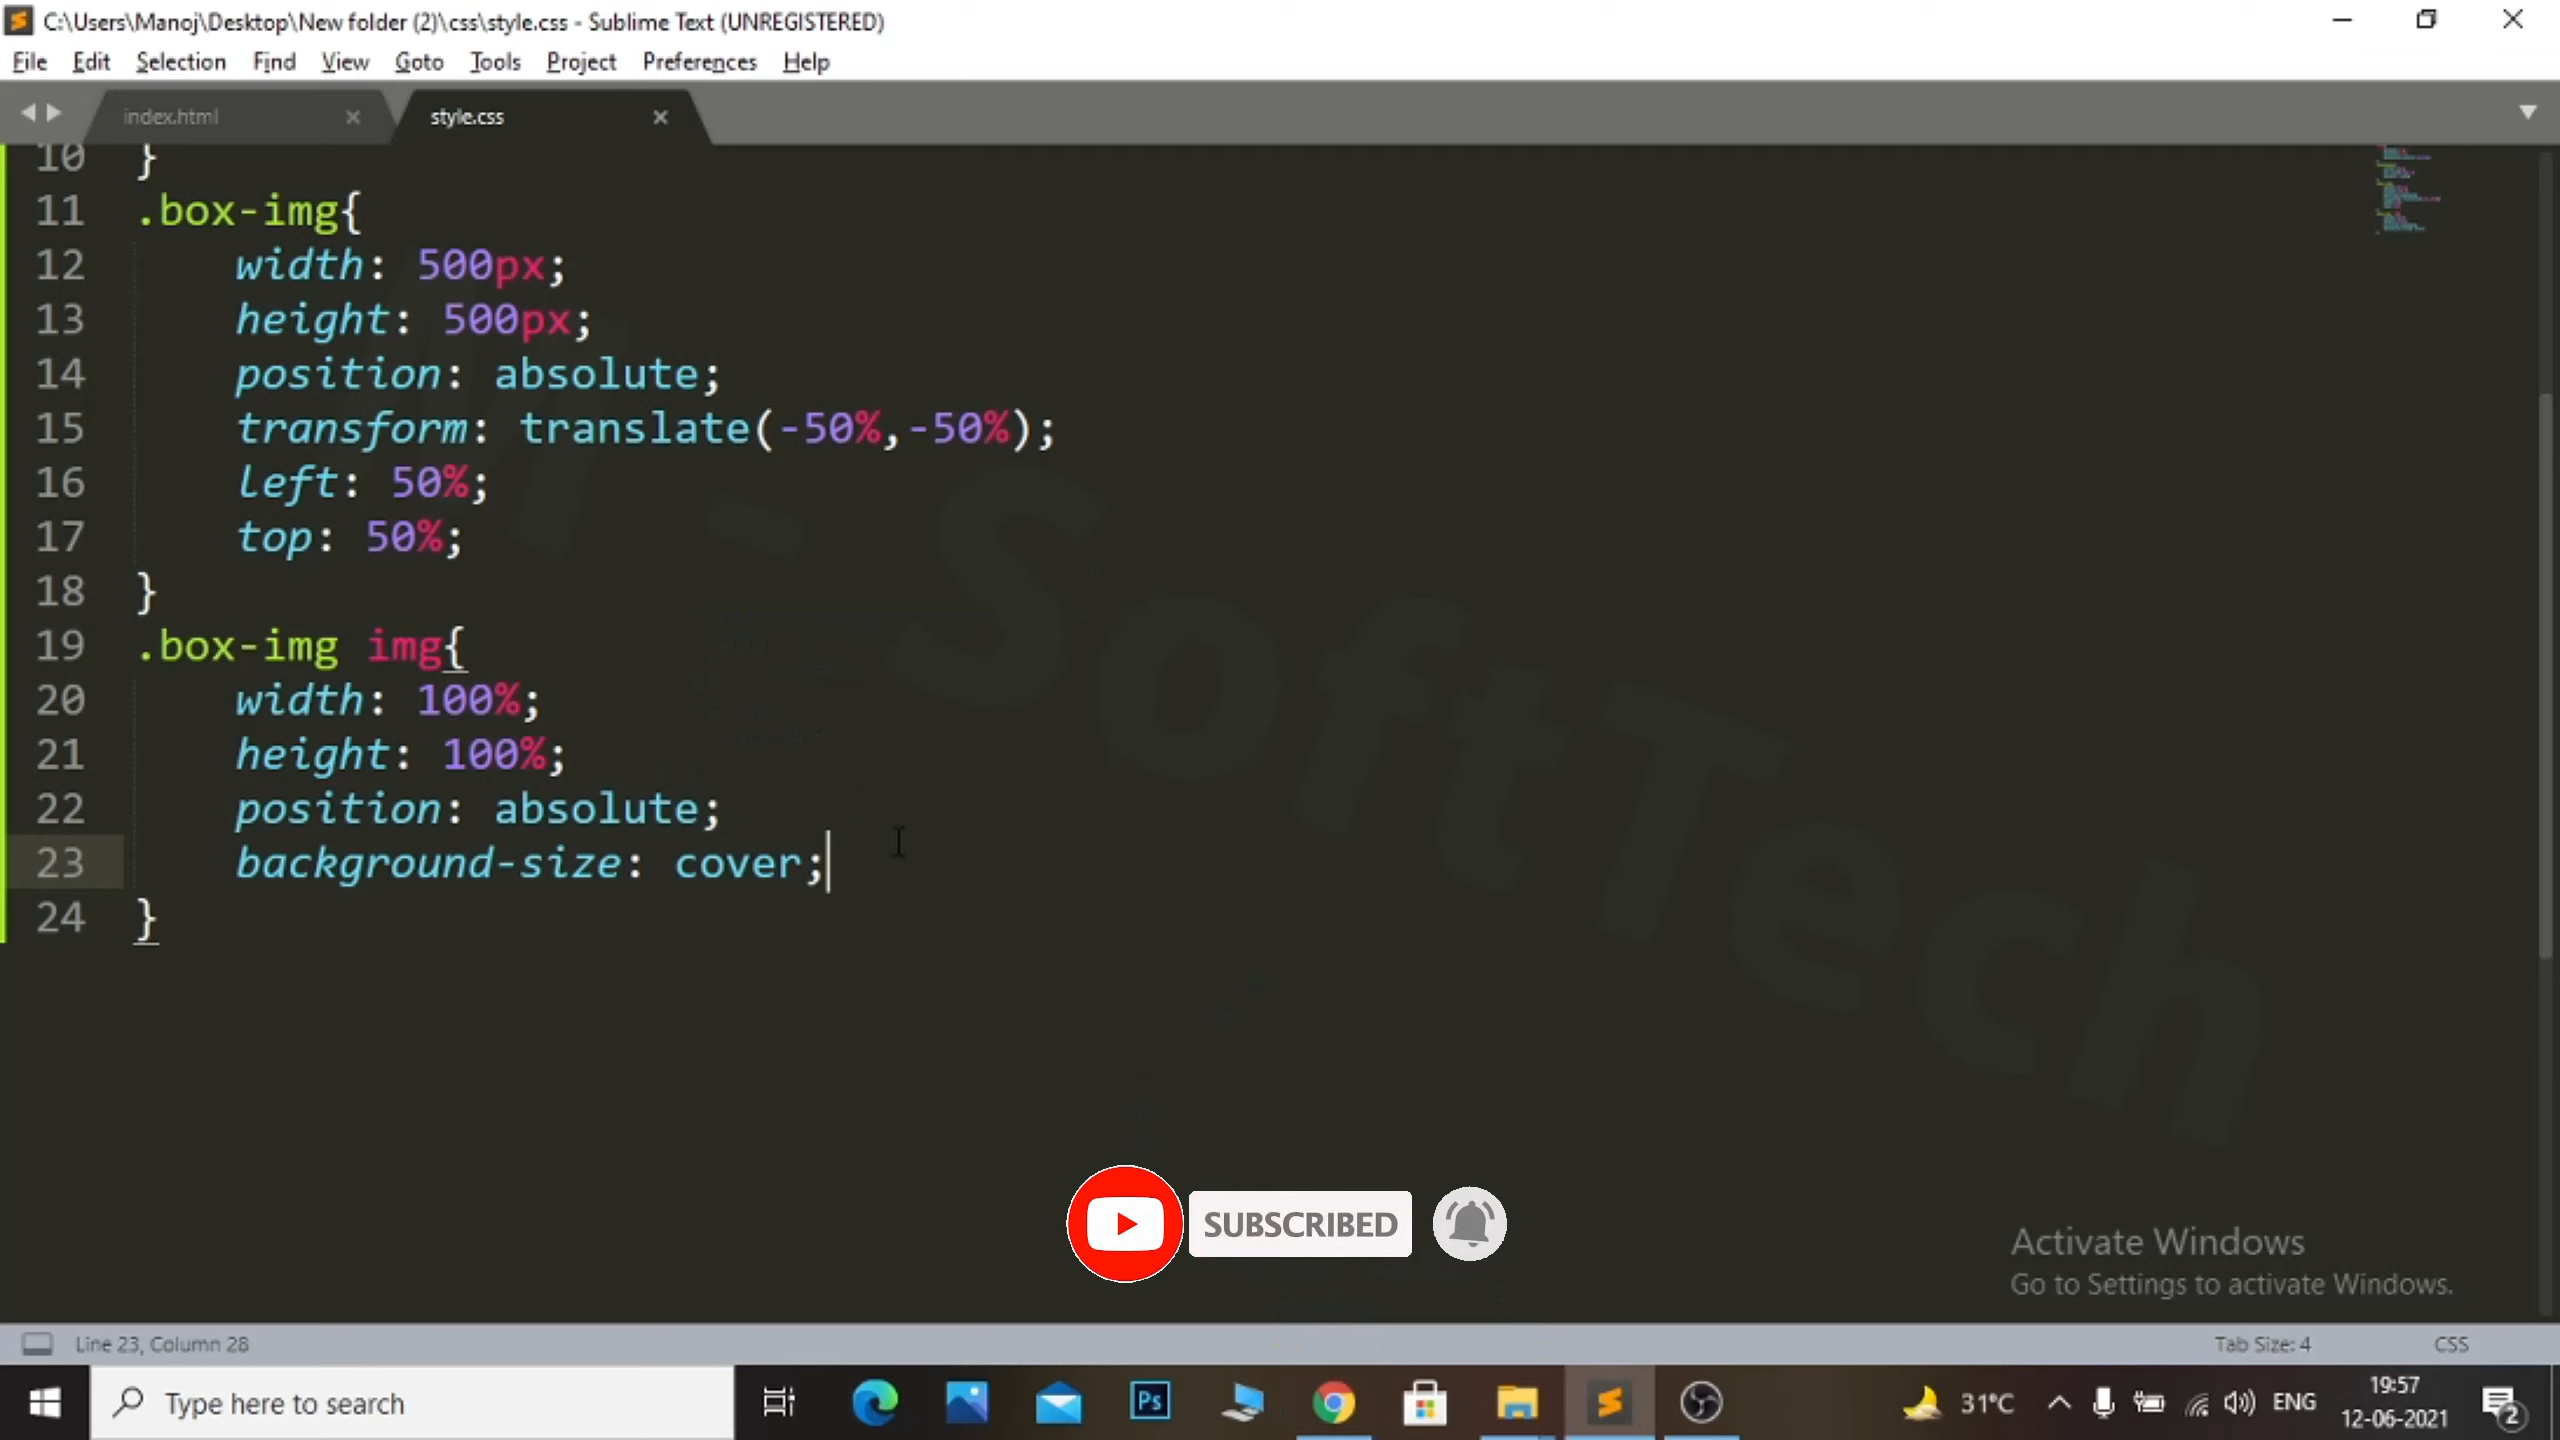 C:\Users\Manoj\Desktop\New folder (2)\css\style.css - Sublime Text (UNREGISTERED)
File Edit Selection Find View Goto Tools Project Preferences Help
index.html style.css
10 }
11 .box-img{
12 width: 500px;
13 height: 500px;
14 position: absolute;
15 transform: translate(-50%,-50%);
16 left: 50%;
17 top: 50%;
18 }
19 .box-img img{
20 width: 100%;
21 height: 100%;
22 position: absolute;
23 background-size: cover;
24 }
M - SoftTech
SUBSCRIBED
Activate Windows
Go to Settings to activate Windows.
Line 23, Column 28 Tab Size: 4 CSS
Type here to search Ps 31°C ENG 19:57
12-06-2021 2